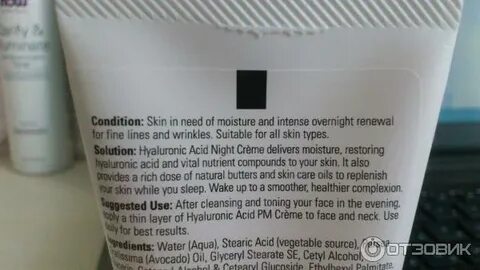 Clarify &
Condition: Skin in need of moisture and intense overnight renewal
for fine lines and wrinkles. Suitable for all skin types.
Solution: Hyaluronic Acid Night Crème delivers moisture, restoring
hyaluronic acid and vital nutrient compounds to your skin. It also
provides a rich dose of natural butters and skin care oils to replenish
your skin while you sleep. Wake up to a smoother, healthier complexion.
Suggested Use: After cleansing and toning your face in the evening,
apply a thin layer of Hyaluronic Acid PM Crème to face and neck. Use
daily for best results.
Ingredients: Water (Aqua), Stearic Acid (vegetable source),
(Avocado) Oil, Glyceryl Stearate SE, Cetyl Alcohol,
Alcohol & Cetearyl Glucoside, Ethylhexyl Palmitate,
ОТЗОВИК